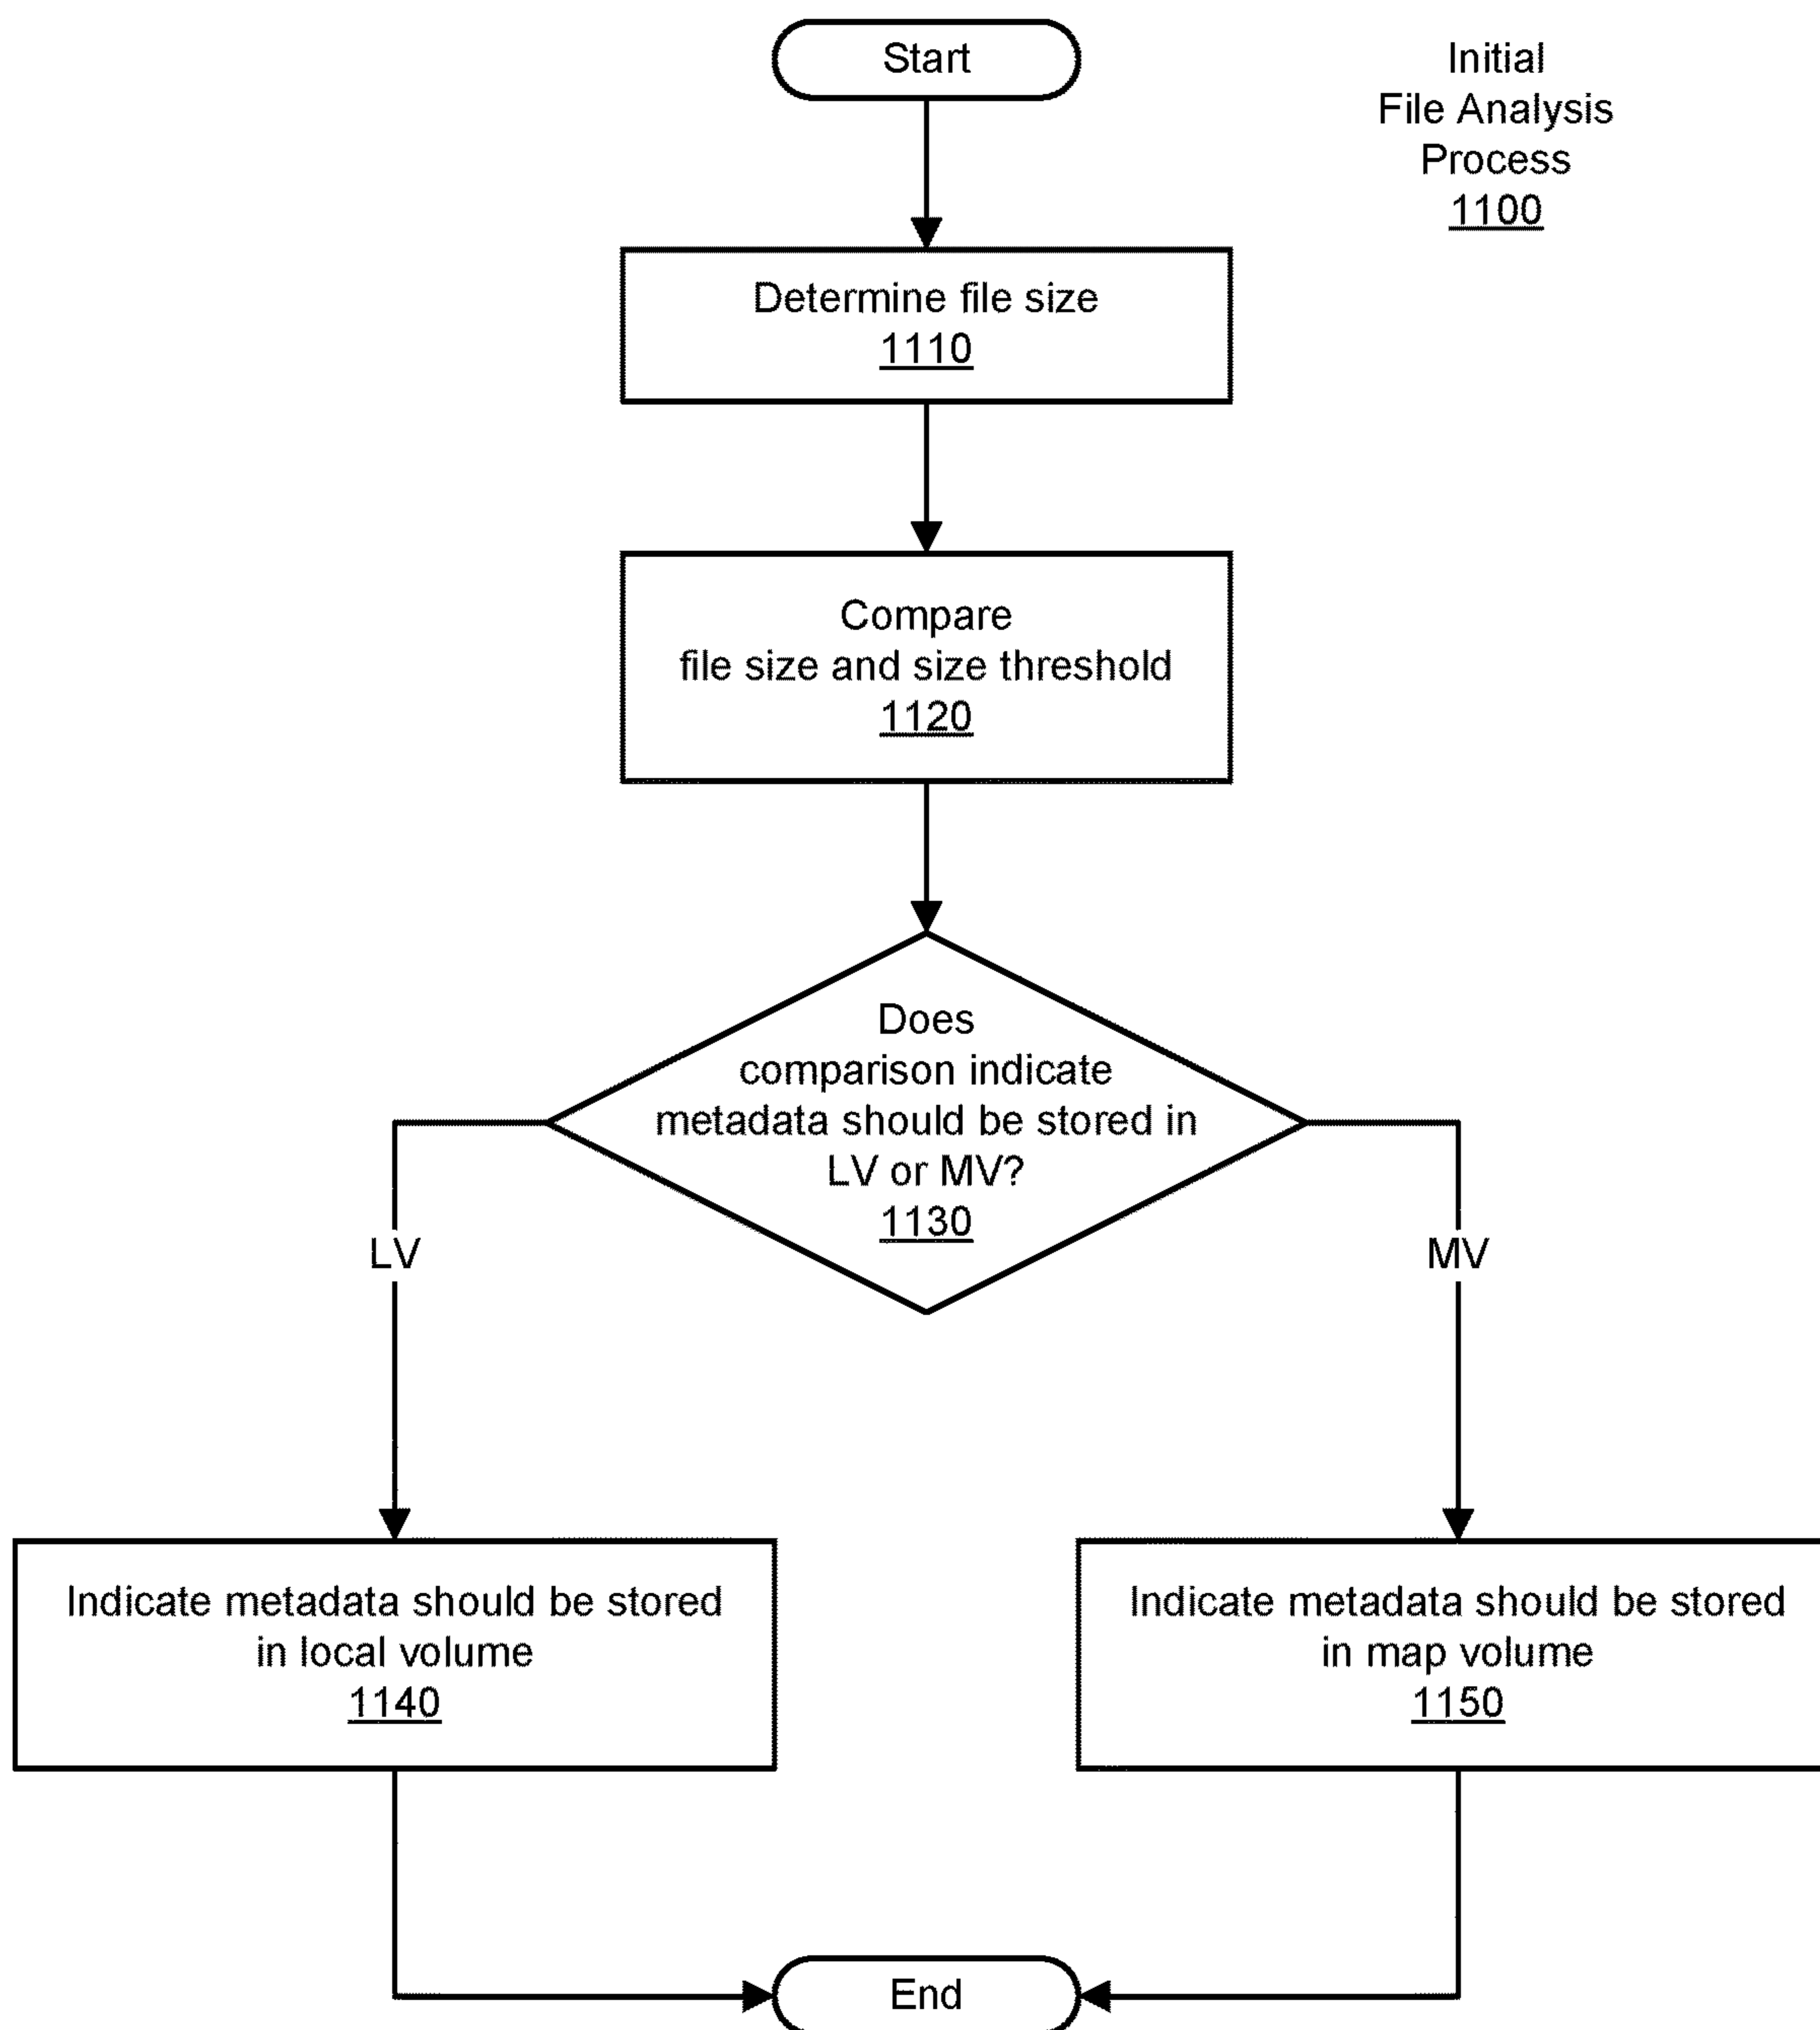 Start
Initial
File Analysis
Process
1100
Determine file size
1110
Compare
file size and size threshold
1120
Does
comparison indicate
metadata should be stored in
LV or MV?
1130
LV
MV
Indicate metadata should be stored
in local volume
1140
Indicate metadata should be stored
in map volume
1150
End